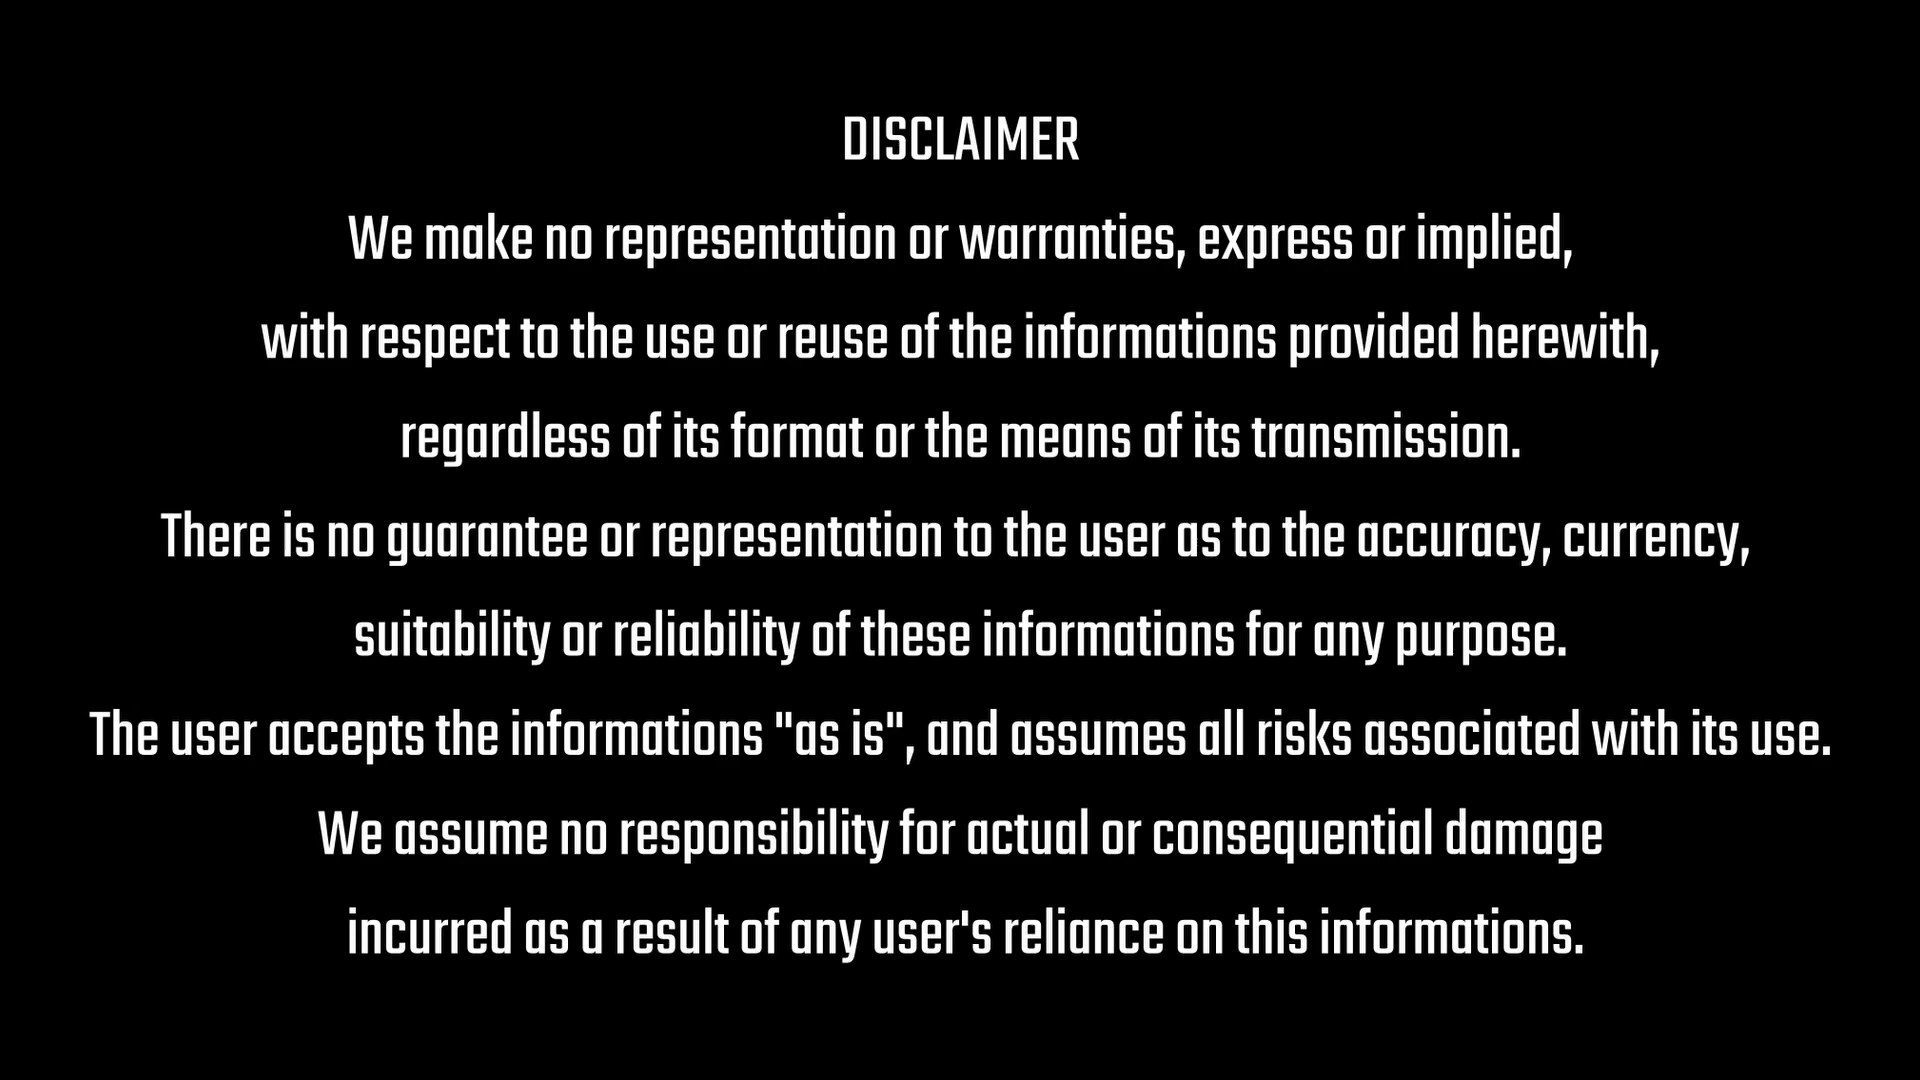 DISCLAIMER
We make no representation or warranties, express or implied,
with respect to the use or reuse of the informations provided herewith,
regardless of its format or the means of its transmission.
There is no guarantee or representation to the user as to the accuracy, currency,
suitability or reliability of these informations for any purpose.
The user accepts the informations "as is", and assumes all risks associated with its use.
We assume no responsibility for actual or consequential damage
incurred as a result of any user's reliance on this informations.